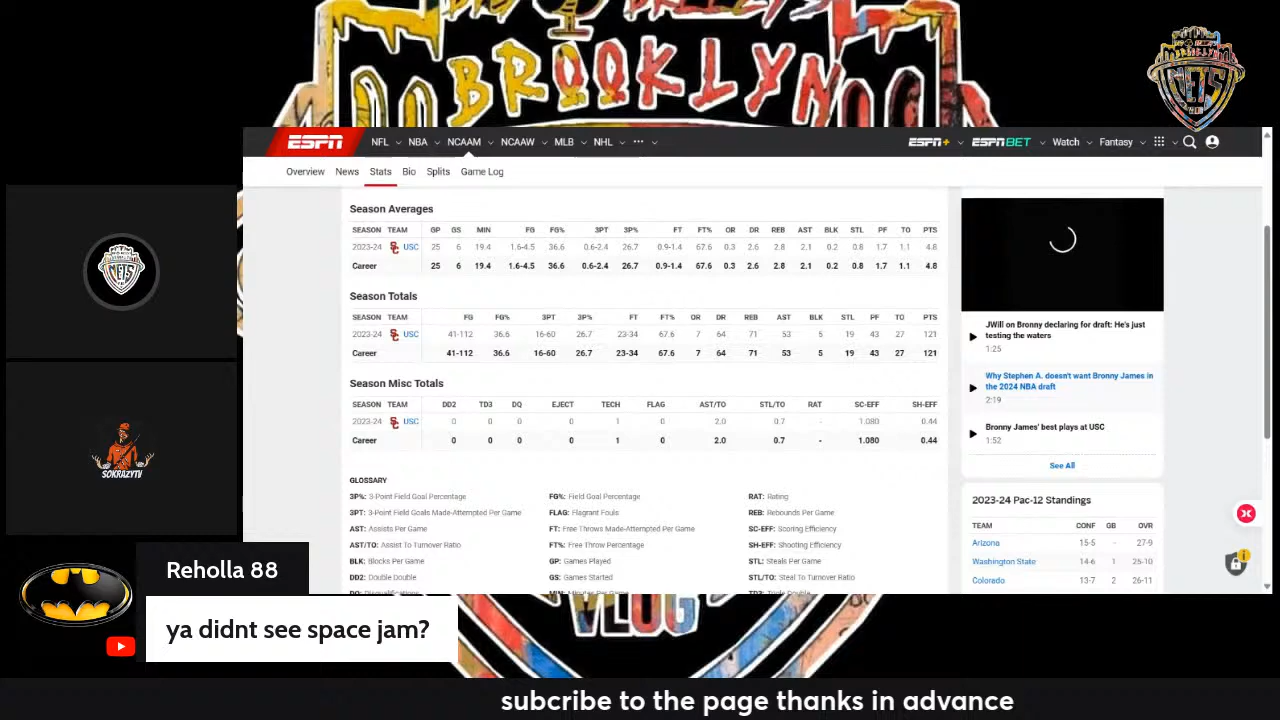 BROOKLYN
NETS
ESPN NFL NBA NCAAM NCAAW MLB NHL ••• ESPN+ ESPN BET Watch Fantasy
Overview News Stats Bio Splits Game Log
Season Averages
SEASON TEAM GP GS MIN FG FG% 3PT 3P% FT FT% OR DR REB AST BLK STL PF TO PTS
2023-24 USC 25 6 19.4 1.6-4.5 36.6 0.6-2.4 26.7 0.9-1.4 67.6 0.3 2.6 2.8 2.1 0.2 0.8 1.7 1.1 4.8
Career 25 6 19.4 1.6-4.5 36.6 0.6-2.4 26.7 0.9-1.4 67.6 0.3 2.6 2.8 2.1 0.2 0.8 1.7 1.1 4.8
Season Totals
SEASON TEAM FG FG% 3PT 3P% FT FT% OR DR REB AST BLK STL PF TO PTS
2023-24 USC 41-112 36.6 16-60 26.7 23-34 67.6 7 64 71 53 5 19 43 27 121
Career 41-112 36.6 16-60 26.7 23-34 67.6 7 64 71 53 5 19 43 27 121
Season Misc Totals
SEASON TEAM DD2 TD3 DQ EJECT TECH FLAG AST/TO STL/TO RAT SC-EFF SH-EFF
2023-24 USC 0 0 0 0 1 0 2.0 0.7 - 1.080 0.44
Career 0 0 0 0 1 0 2.0 0.7 - 1.080 0.44
GLOSSARY
3P%: 3-Point Field Goal Percentage
3PT: 3-Point Field Goals Made-Attempted Per Game
AST: Assists Per Game
AST/TO: Assist To Turnover Ratio
BLK: Blocks Per Game
DD2: Double Double
FG%: Field Goal Percentage
FLAG: Flagrant Fouls
FT: Free Throws Made-Attempted Per Game
FT%: Free Throw Percentage
GP: Games Played
GS: Games Started
MIN: Minutes Per Game
RAT: Rating
REB: Rebounds Per Game
SC-EFF: Scoring Efficiency
SH-EFF: Shooting Efficiency
STL: Steals Per Game
STL/TO: Steal To Turnover Ratio
TD3: Triple Double
JWill on Bronny declaring for draft: He's just
testing the waters
1:25
Why Stephen A. doesn't want Bronny James in
the 2024 NBA draft
2:19
Bronny James' best plays at USC
1:52
See All
2023-24 Pac-12 Standings
TEAM CONF GB OVR
Arizona 15-5 - 27-9
Washington State 14-6 1 25-10
Colorado 13-7 2 26-11
NETS
SOKRAZYTV
Reholla 88
ya didnt see space jam?
VLOG
subcribe to the page thanks in advance